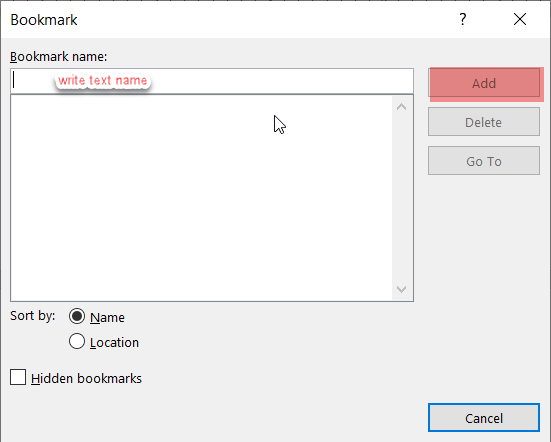 Bookmark ?
Bookmark name:
write text name
Add
Delete
Go To
Sort by: Name
Location
Hidden bookmarks
Cancel